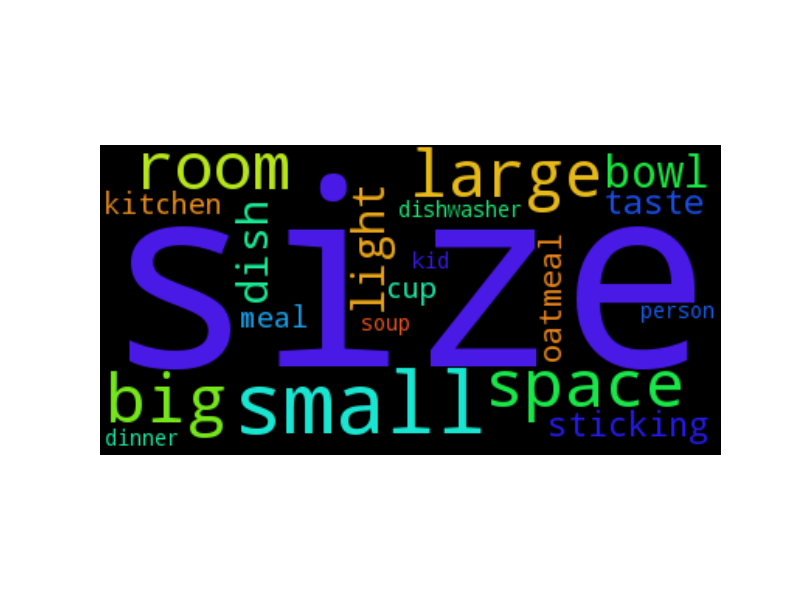 room
large
bowl
kitchen
taste
dish
light
dishwasher
size
kid
oatmeal
cup
meal
soup
person
big
small
space
sticking
dinner